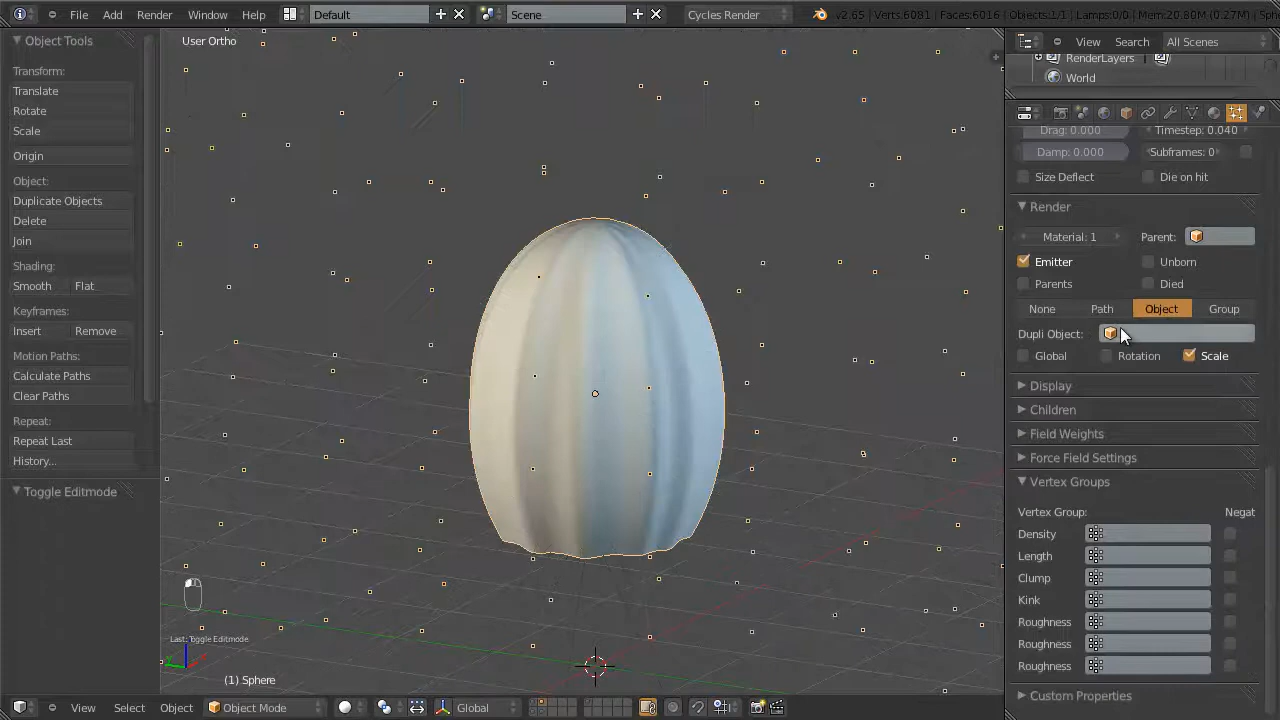 File Add Render Window Help Default Scene Cycles Render v2.65 | Verts:6081 | Faces:6016 | Objects:1/1 | Lamps:0/0 | Mem:20.80M (0.27M) | Sph
Object Tools
Transform:
Translate
Rotate
Scale
Origin
Object:
Duplicate Objects
Delete
Join
Shading:
Smooth Flat
Keyframes:
Insert Remove
Motion Paths:
Calculate Paths
Clear Paths
Repeat:
Repeat Last
History...
Toggle Editmode
User Ortho
Last: Toggle Editmode
(1) Sphere
View Select Object Object Mode Global
View Search All Scenes
RenderLayers
World
Drag: 0.000 Timestep: 0.040
Damp: 0.000 Subframes: 0
Size Deflect Die on hit
Render
Material: 1 Parent:
Emitter Unborn
Parents Died
None Path Object Group
Dupli Object:
Global Rotation Scale
Display
Children
Field Weights
Force Field Settings
Vertex Groups
Vertex Group: Negat
Density
Length
Clump
Kink
Roughness
Roughness
Roughness
Custom Properties